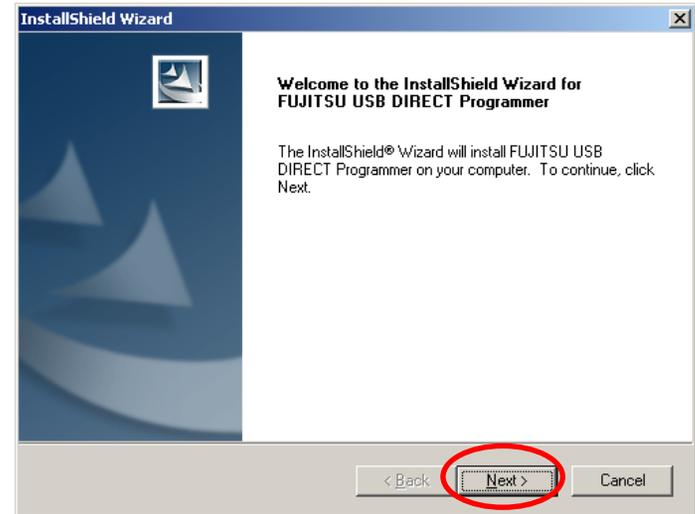 InstallShield Wizard
Welcome to the InstallShield Wizard for
FUJITSU USB DIRECT Programmer
The InstallShield® Wizard will install FUJITSU USB
DIRECT Programmer on your computer. To continue, click
Next.
< Back
Next >
Cancel